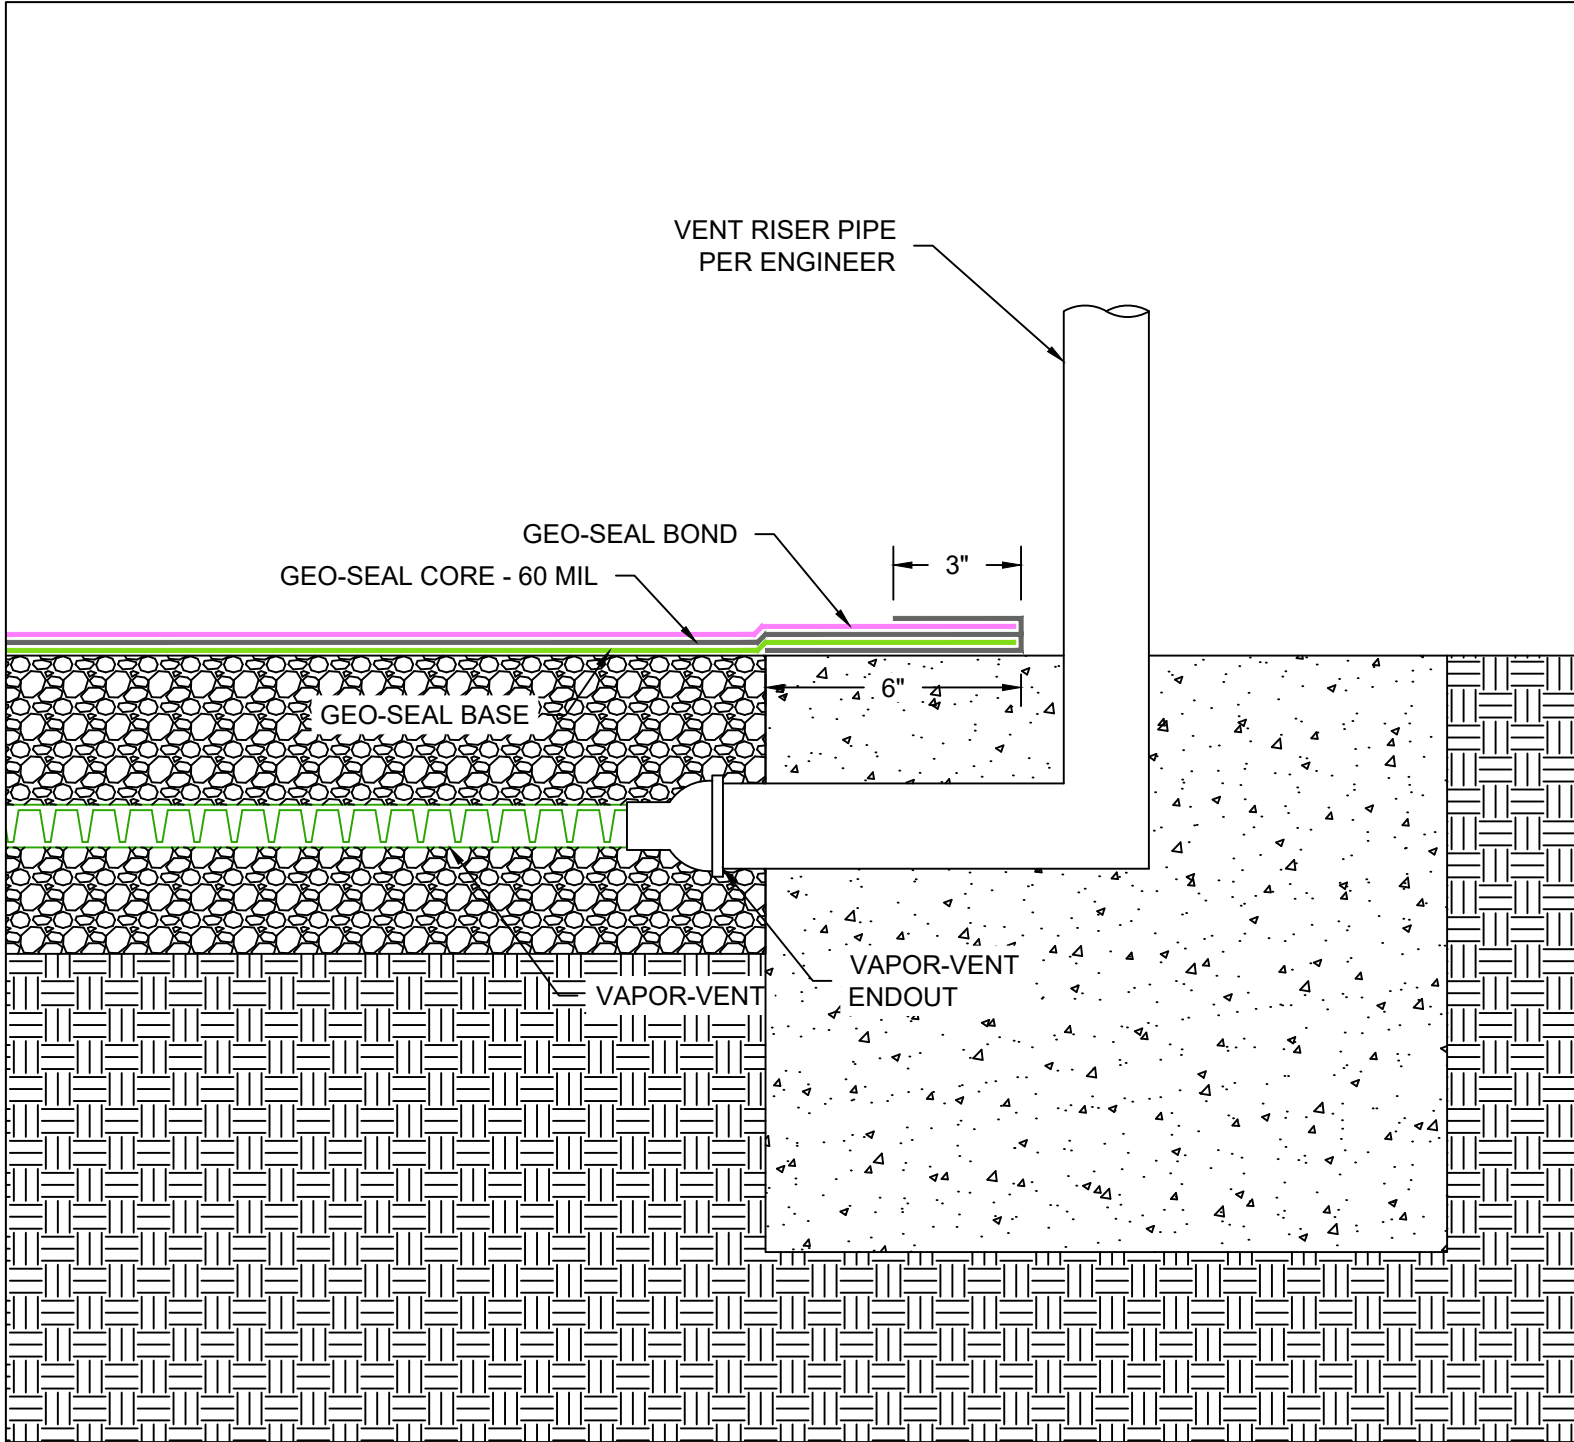 VENT RISER PIPE
PER ENGINEER
GEO-SEAL BOND
3"
GEO-SEAL CORE - 60 MIL
6"
GEO-SEAL BASE
VAPOR-VENT
ENDOUT
VAPOR-VENT